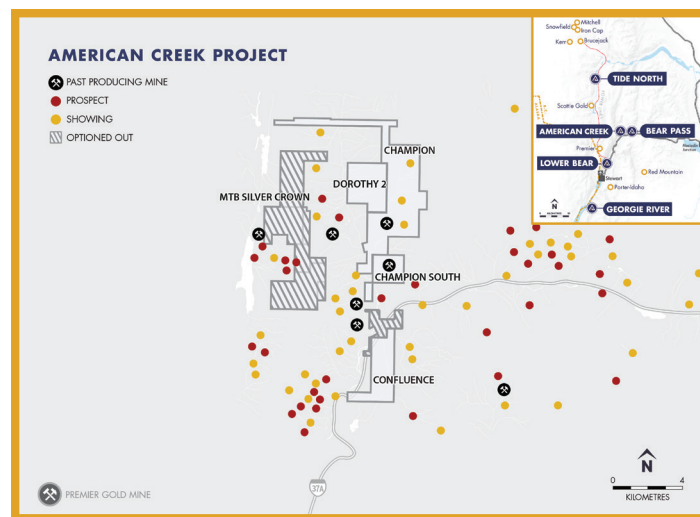 AMERICAN CREEK PROJECT
PAST PRODUCING MINE
PROSPECT
SHOWING
OPTIONED OUT
CHAMPION
DOROTHY 2
MTB SILVER CROWN
CHAMPION SOUTH
CONFLUENCE
37A
PREMIER GOLD MINE
N
0 4
KILOMETRES
Mitchell
Snowfield
Iron Cap
Kerr
Brucejack
TIDE NORTH
Scottie Gold
AMERICAN CREEK
BEAR PASS
Premier
LOWER BEAR
Stewart
Red Mountain
Porter-Idaho
N
GEORGIE RIVER